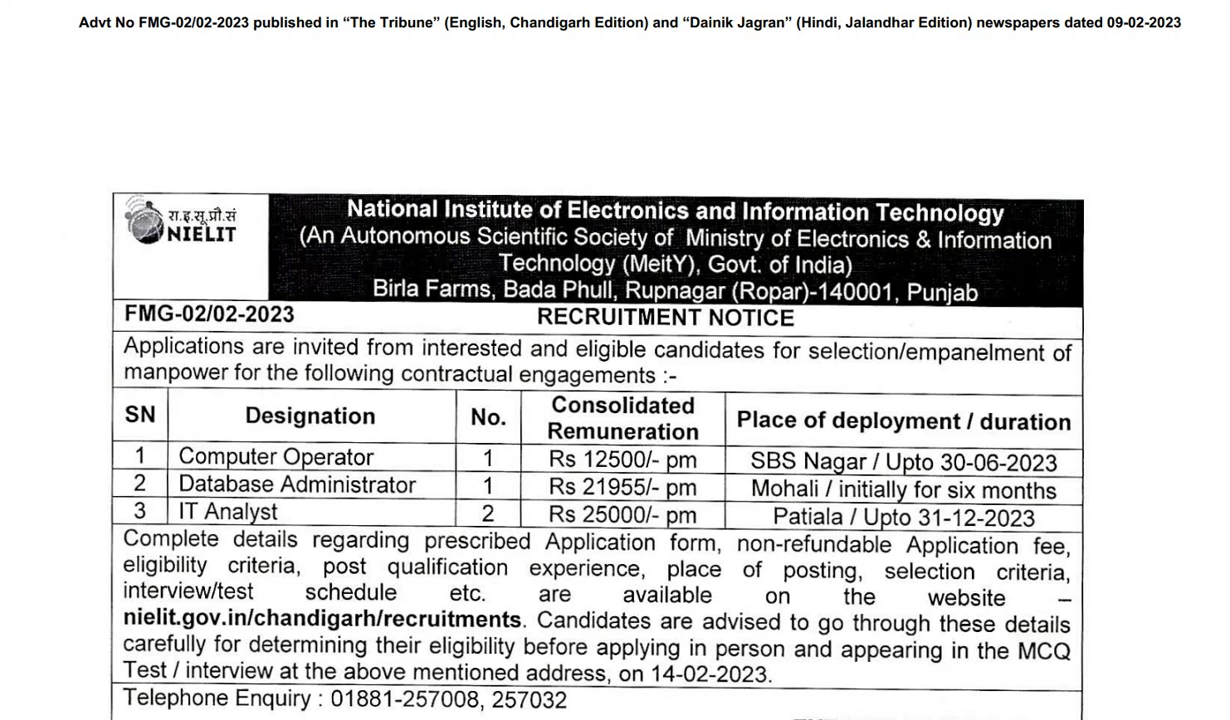 Advt No FMG-02/02-2023 published in “The Tribune” (English, Chandigarh Edition) and “Dainik Jagran” (Hindi, Jalandhar Edition) newspapers dated 09-02-2023
रा.इ.सू.प्रौ.सं
NIELIT
National Institute of Electronics and Information Technology
(An Autonomous Scientific Society of Ministry of Electronics & Information
Technology (MeitY), Govt. of India)
Birla Farms, Bada Phull, Rupnagar (Ropar)-140001, Punjab
FMG-02/02-2023 RECRUITMENT NOTICE
Applications are invited from interested and eligible candidates for selection/empanelment of
manpower for the following contractual engagements :-
SN Designation No. Consolidated Remuneration Place of deployment / duration
1 Computer Operator 1 Rs 12500/- pm SBS Nagar / Upto 30-06-2023
2 Database Administrator 1 Rs 21955/- pm Mohali / initially for six months
3 IT Analyst 2 Rs 25000/- pm Patiala / Upto 31-12-2023
Complete details regarding prescribed Application form, non-refundable Application fee,
eligibility criteria, post qualification experience, place of posting, selection criteria,
interview/test schedule etc. are available on the website –
nielit.gov.in/chandigarh/recruitments. Candidates are advised to go through these details
carefully for determining their eligibility before applying in person and appearing in the MCQ
Test / interview at the above mentioned address, on 14-02-2023.
Telephone Enquiry : 01881-257008, 257032